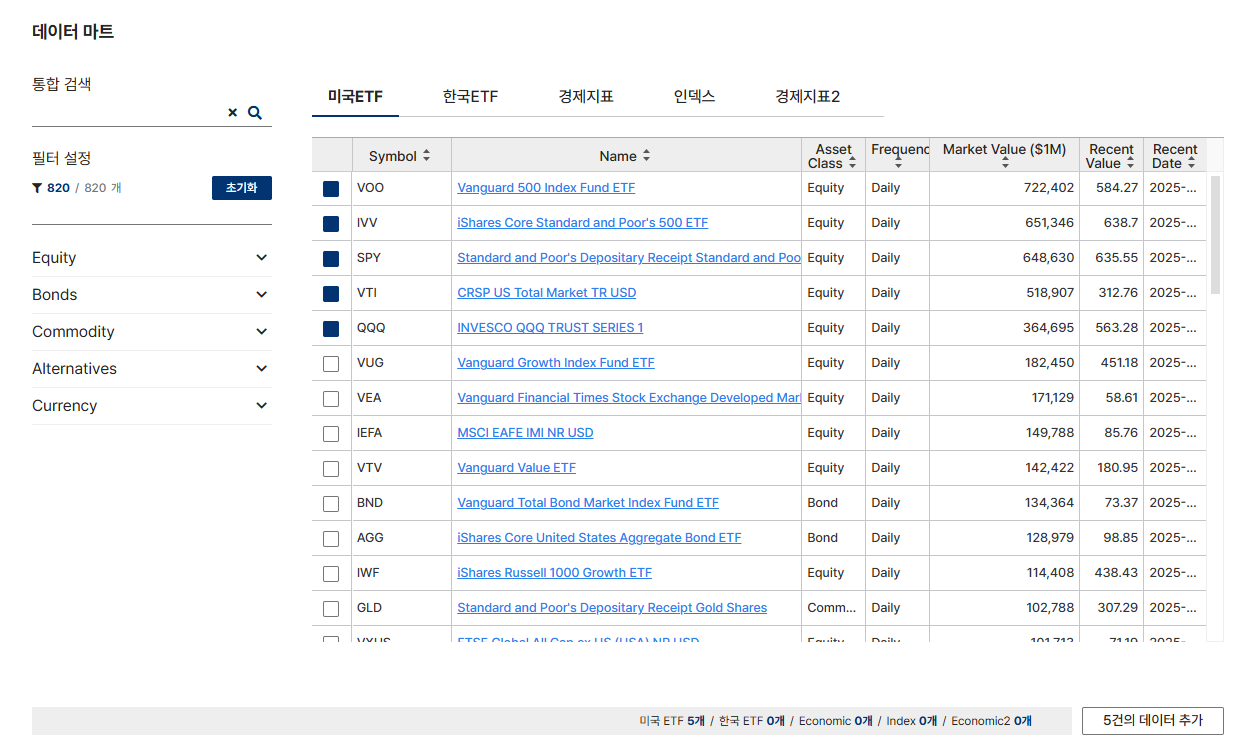 데이터 마트
통합 검색
필터 설정
820 / 820 개
초기화
Equity
Bonds
Commodity
Alternatives
Currency
미국ETF 한국ETF 경제지표 인덱스 경제지표2
Symbol Name Asset Class Frequenc Market Value ($1M) Recent Value Recent Date
VOO Vanguard 500 Index Fund ETF Equity Daily 722,402 584.27 2025-...
IVV iShares Core Standard and Poor's 500 ETF Equity Daily 651,346 638.7 2025-...
SPY Standard and Poor's Depositary Receipt Standard and Poo Equity Daily 648,630 635.55 2025-...
VTI CRSP US Total Market TR USD Equity Daily 518,907 312.76 2025-...
QQQ INVESCO QQQ TRUST SERIES 1 Equity Daily 364,695 563.28 2025-...
VUG Vanguard Growth Index Fund ETF Equity Daily 182,450 451.18 2025-...
VEA Vanguard Financial Times Stock Exchange Developed Mar Equity Daily 171,129 58.61 2025-...
IEFA MSCI EAFE IMI NR USD Equity Daily 149,788 85.76 2025-...
VTV Vanguard Value ETF Equity Daily 142,422 180.95 2025-...
BND Vanguard Total Bond Market Index Fund ETF Bond Daily 134,364 73.37 2025-...
AGG iShares Core United States Aggregate Bond ETF Bond Daily 128,979 98.85 2025-...
IWF iShares Russell 1000 Growth ETF Equity Daily 114,408 438.43 2025-...
GLD Standard and Poor's Depositary Receipt Gold Shares Comm... Daily 102,788 307.29 2025-...
VXUS FTSE Global All Cap ex US (USA) NR USD Equity Daily 101,713 71.19 2025-...
미국 ETF 5개 / 한국 ETF 0개 / Economic 0개 / Index 0개 / Economic2 0개
5건의 데이터 추가